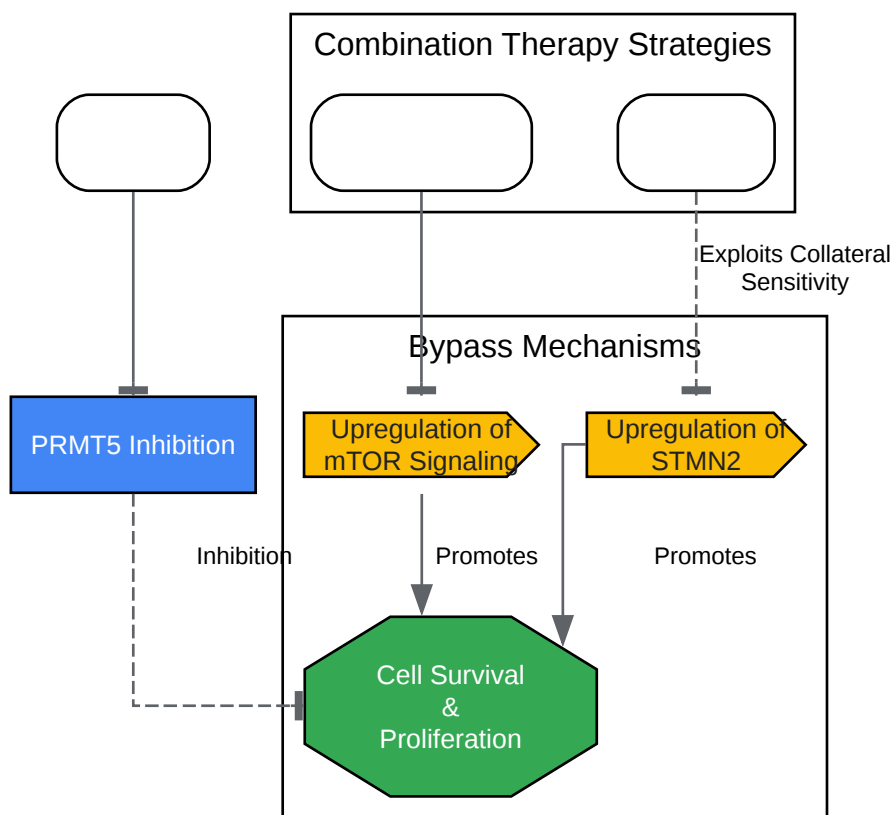 Combination Therapy Strategies
Exploits Collateral
Sensitivity
Bypass Mechanisms
PRMT5 Inhibition
Upregulation of
mTOR Signaling
Upregulation of
STMN2
Inhibition
Promotes
Promotes
Cell Survival
&
Proliferation